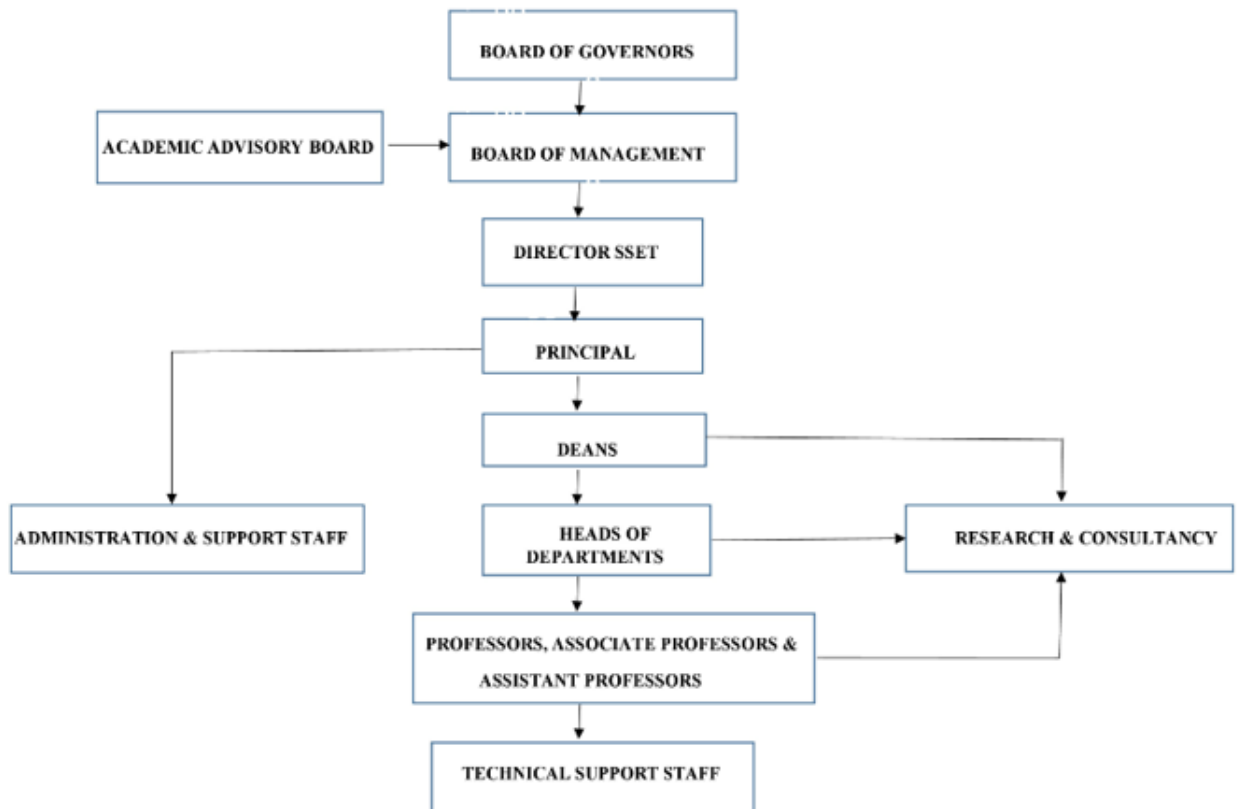 BOARD OF GOVERNORS
ACADEMIC ADVISORY BOARD
BOARD OF MANAGEMENT
DIRECTOR SSET
PRINCIPAL
DEANS
ADMINISTRATION & SUPPORT STAFF
HEADS OF
DEPARTMENTS
RESEARCH & CONSULTANCY
PROFESSORS, ASSOCIATE PROFESSORS &
ASSISTANT PROFESSORS
TECHNICAL SUPPORT STAFF